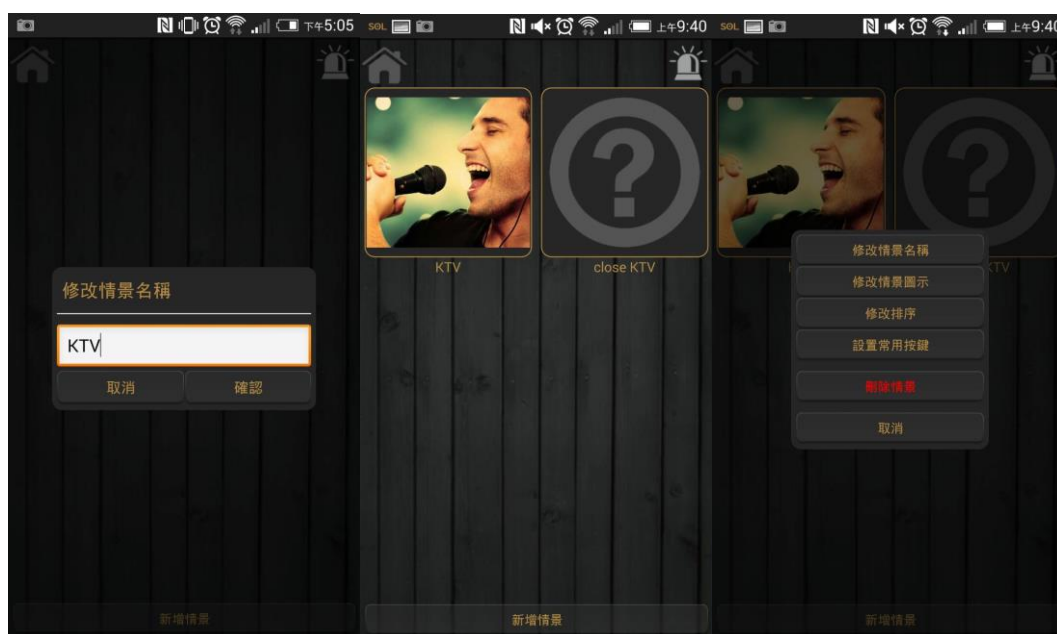 下午5:05
修改情景名稱
KTV
取消
確認
新增情景
SOL
上午9:40
KTV
close KTV
新增情景
SOL
上午9:40
KTV
修改情景名稱
修改情景圖示
修改排序
設置常用按鍵
刪除情景
取消
新增情景